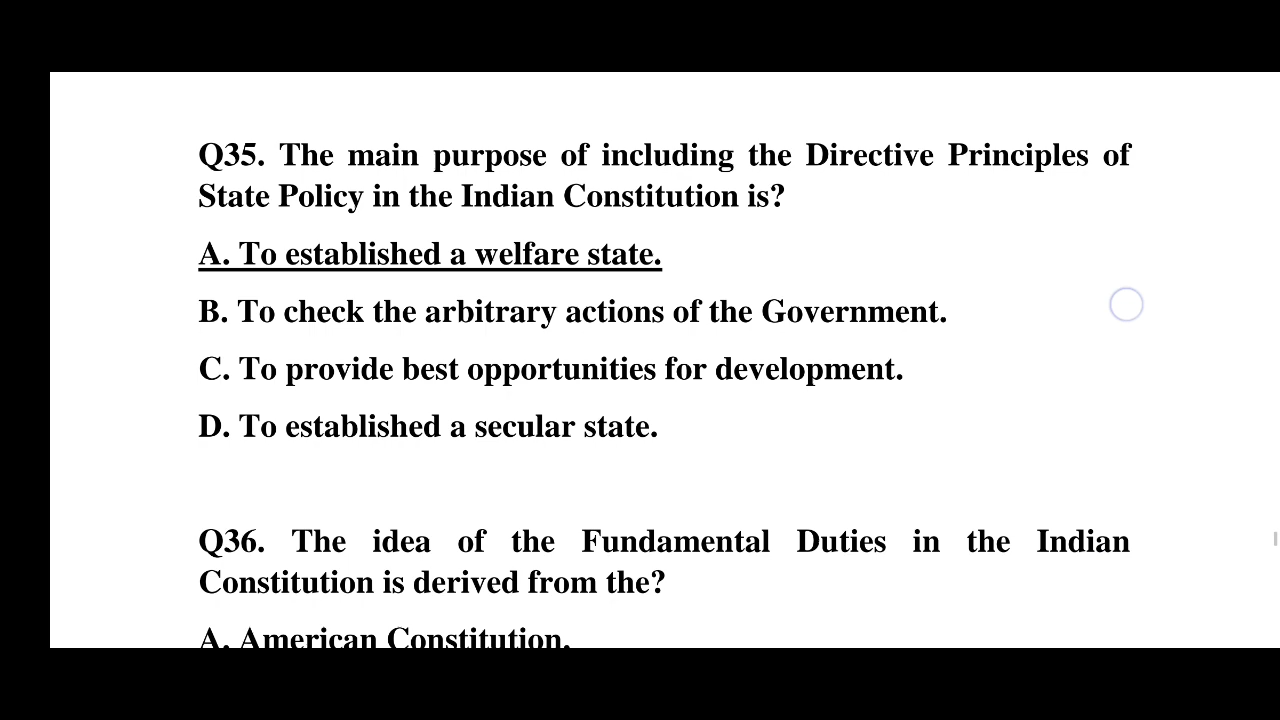 Q35. The main purpose of including the Directive Principles of
State Policy in the Indian Constitution is?
A. To established a welfare state.
B. To check the arbitrary actions of the Government.
C. To provide best opportunities for development.
D. To established a secular state.
Q36. The idea of the Fundamental Duties in the Indian
Constitution is derived from the?
A. American Constitution.